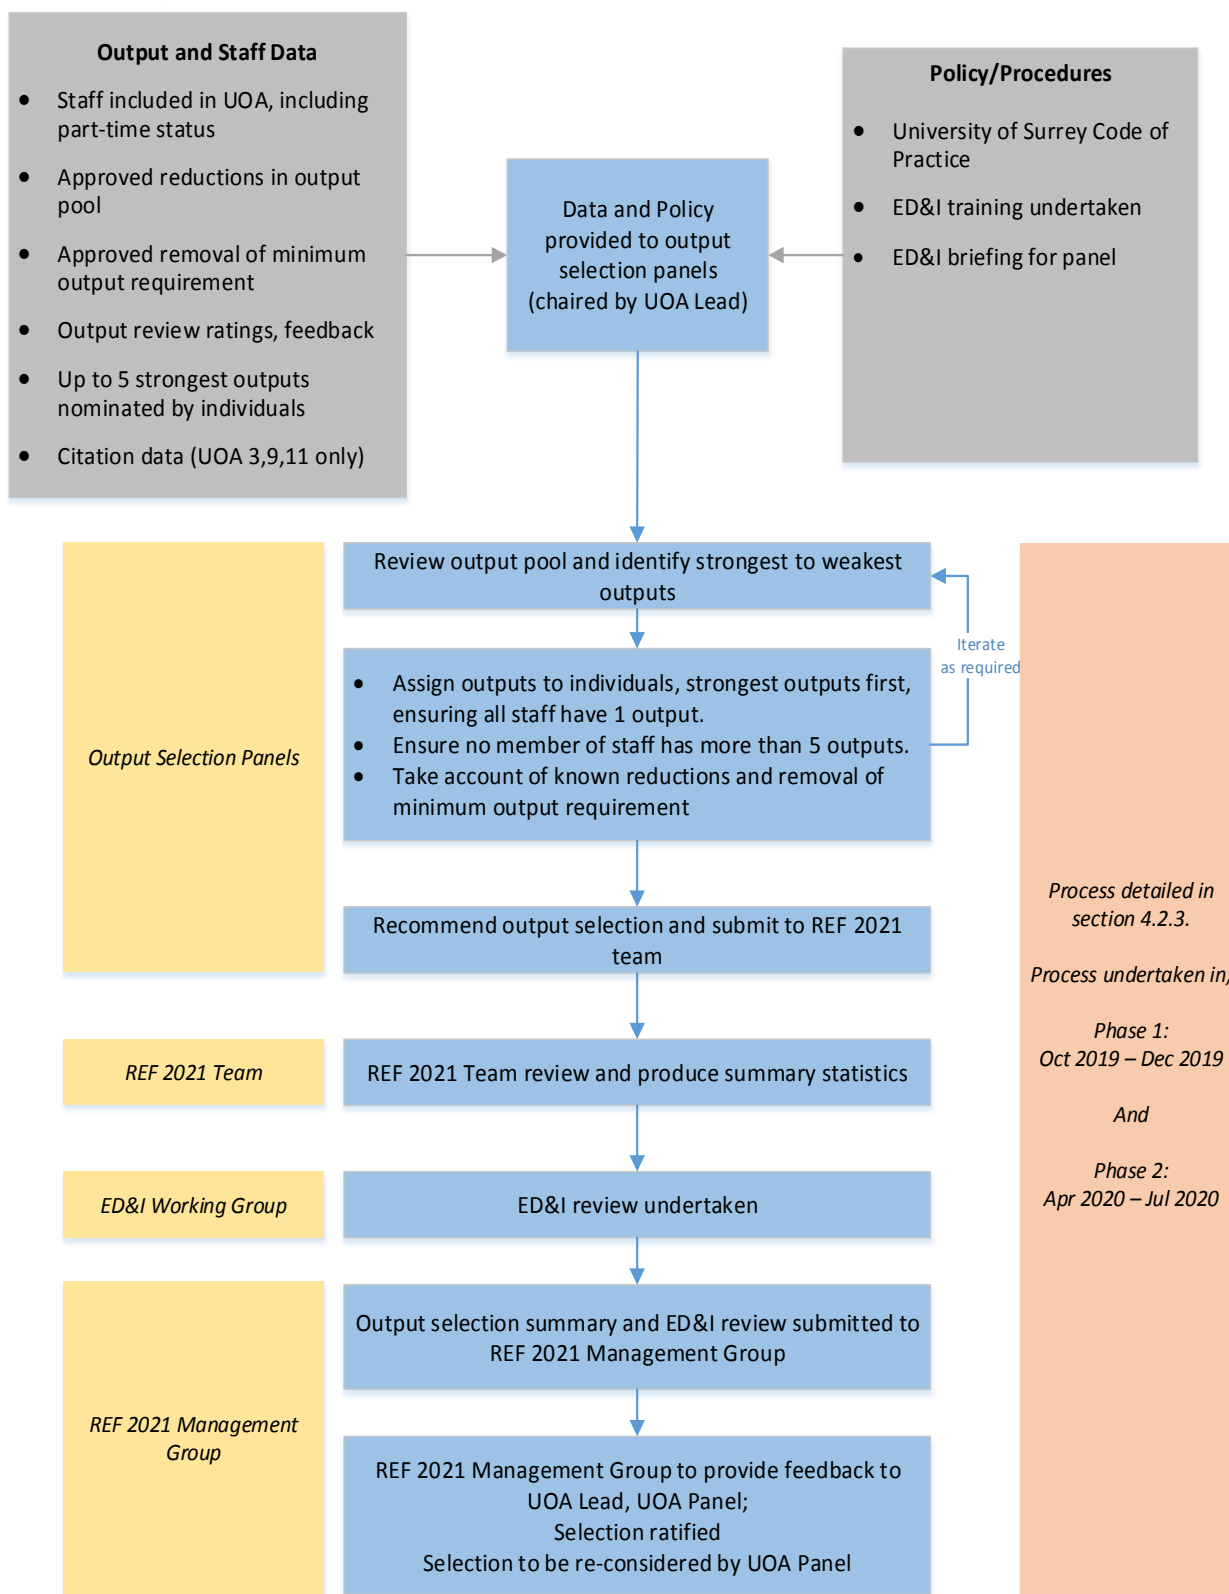 Output and Staff Data
• Staff included in UOA, including
part-time status
• Approved reductions in output
pool
• Approved removal of minimum
output requirement
• Output review ratings, feedback
• Up to 5 strongest outputs
nominated by individuals
• Citation data (UOA 3,9,11 only)
Data and Policy
provided to output
selection panels
(chaired by UOA Lead)
Policy/Procedures
• University of Surrey Code of
Practice
• ED&I training undertaken
• ED&I briefing for panel
Output Selection Panels
Review output pool and identify strongest to weakest
outputs
Iterate
as required
• Assign outputs to individuals, strongest outputs first,
ensuring all staff have 1 output.
• Ensure no member of staff has more than 5 outputs.
• Take account of known reductions and removal of
minimum output requirement
Recommend output selection and submit to REF 2021
team
REF 2021 Team
REF 2021 Team review and produce summary statistics
ED&I Working Group
ED&I review undertaken
REF 2021 Management
Group
Output selection summary and ED&I review submitted to
REF 2021 Management Group
REF 2021 Management Group to provide feedback to
UOA Lead, UOA Panel;
Selection ratified
Selection to be re-considered by UOA Panel
Process detailed in
section 4.2.3.
Process undertaken in,
Phase 1:
Oct 2019 – Dec 2019
And
Phase 2:
Apr 2020 – Jul 2020